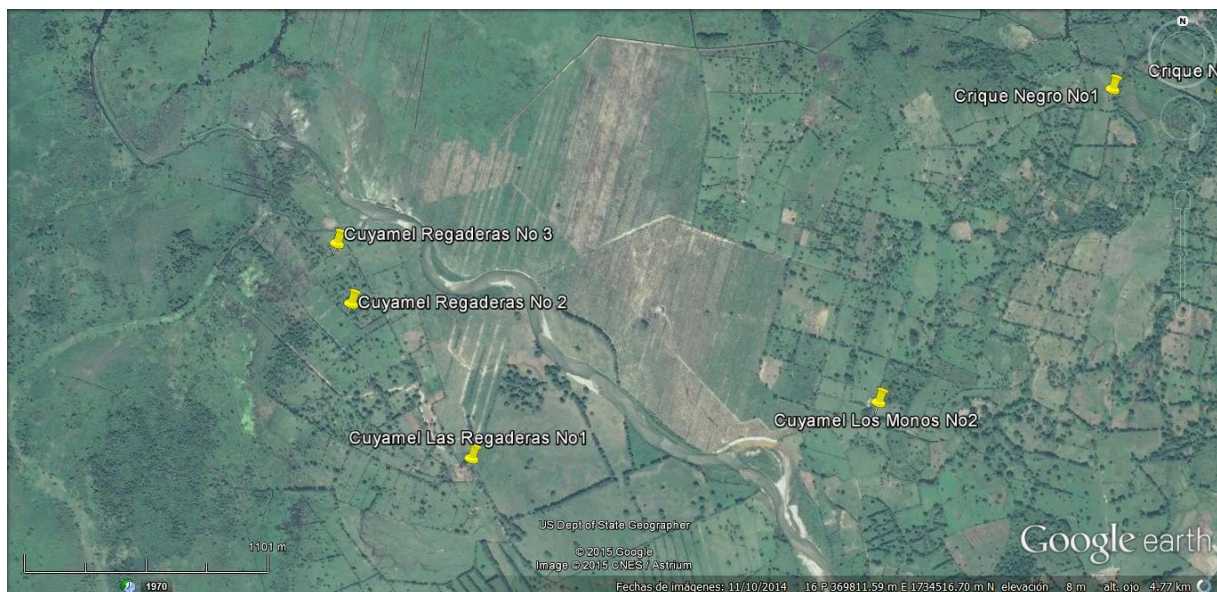 N
Crique N
Crique Negro No1
Cuyamel Regaderas No 3
Cuyamel Regaderas No 2
Cuyamel Los Monos No2
Cuyamel Las Regaderas No1
US Dept of State Geographer
© 2015 Google
Image © 2015 CNES / Astrium
Google earth
1101 m
1970
Fechas de imágenes: 11/10/2014 16 P 369811.59 m E 1734516.70 m N elevación 8 m alt. ojo 4.77 km